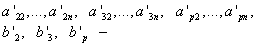 a'₂₂,...,a'₂ₙ, a'₃₂,...,a'₃ₙ, a'ₚ₂,...,a'ₚₙ,
b'₂, b'₃, b'ₚ –